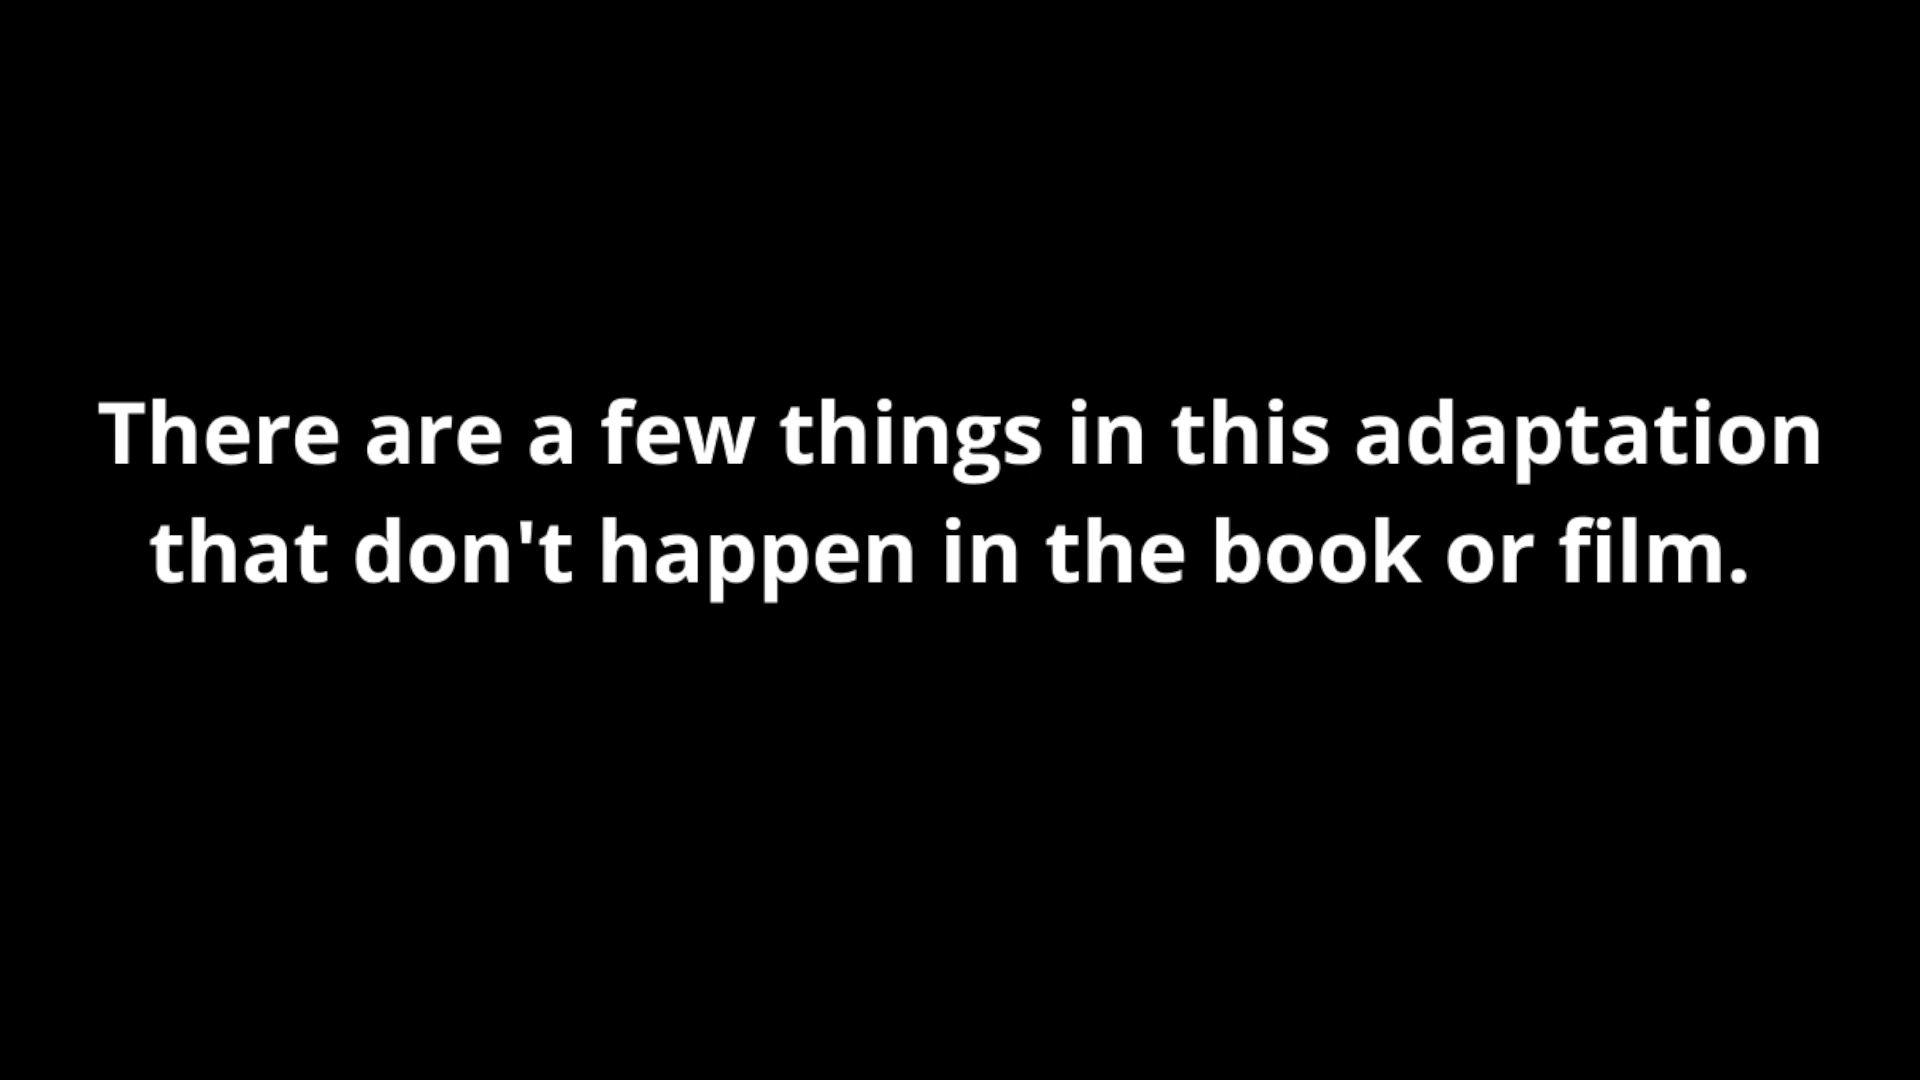 There are a few things in this adaptation
that don't happen in the book or film.